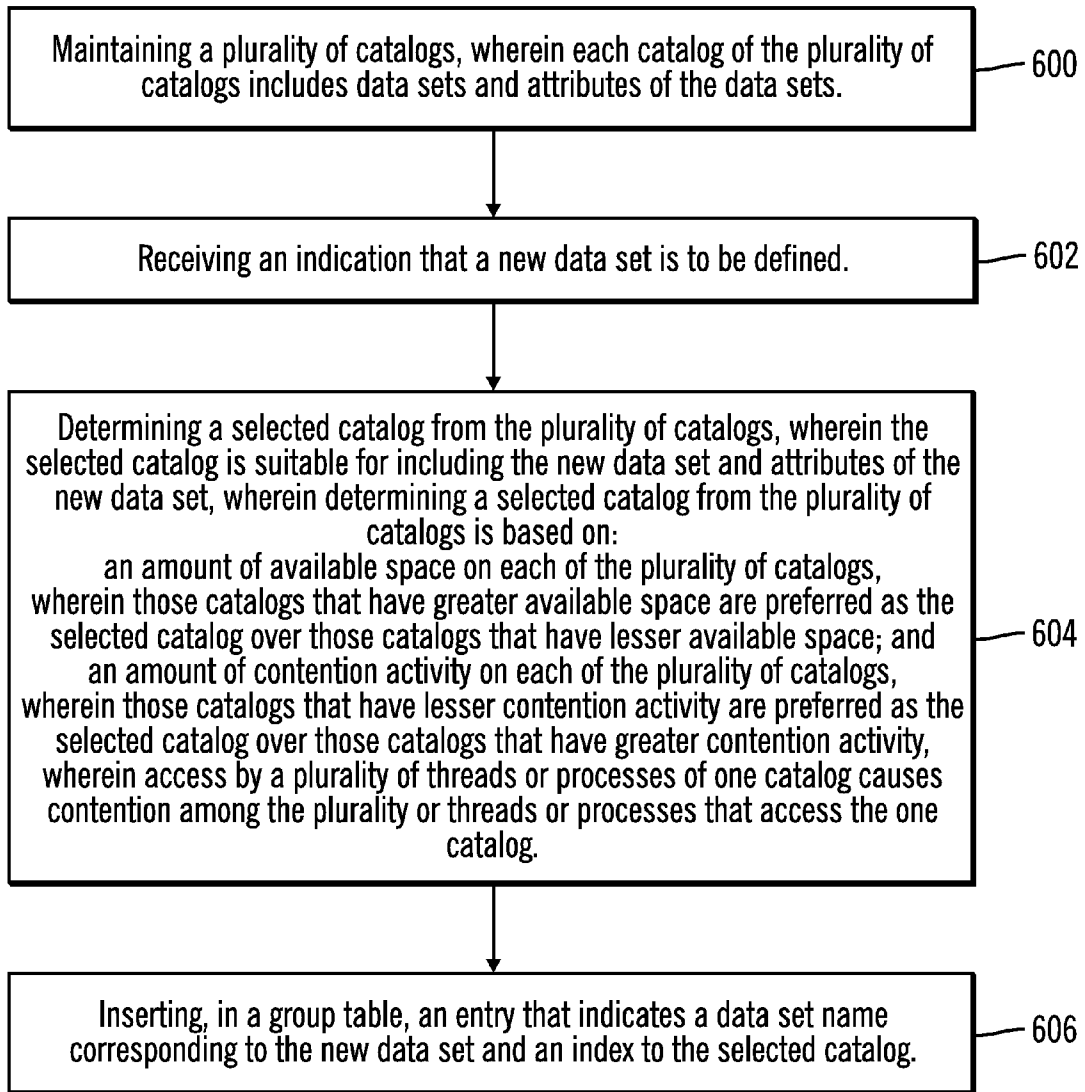 Maintaining a plurality of catalogs, wherein each catalog of the plurality of
catalogs includes data sets and attributes of the data sets.
600
Receiving an indication that a new data set is to be defined.
602
Determining a selected catalog from the plurality of catalogs, wherein the
selected catalog is suitable for including the new data set and attributes of the
new data set, wherein determining a selected catalog from the plurality of
catalogs is based on:
an amount of available space on each of the plurality of catalogs,
wherein those catalogs that have greater available space are preferred as the
selected catalog over those catalogs that have lesser available space; and
an amount of contention activity on each of the plurality of catalogs,
wherein those catalogs that have lesser contention activity are preferred as the
selected catalog over those catalogs that have greater contention activity,
wherein access by a plurality of threads or processes of one catalog causes
contention among the plurality or threads or processes that access the one
catalog.
604
Inserting, in a group table, an entry that indicates a data set name
corresponding to the new data set and an index to the selected catalog.
606